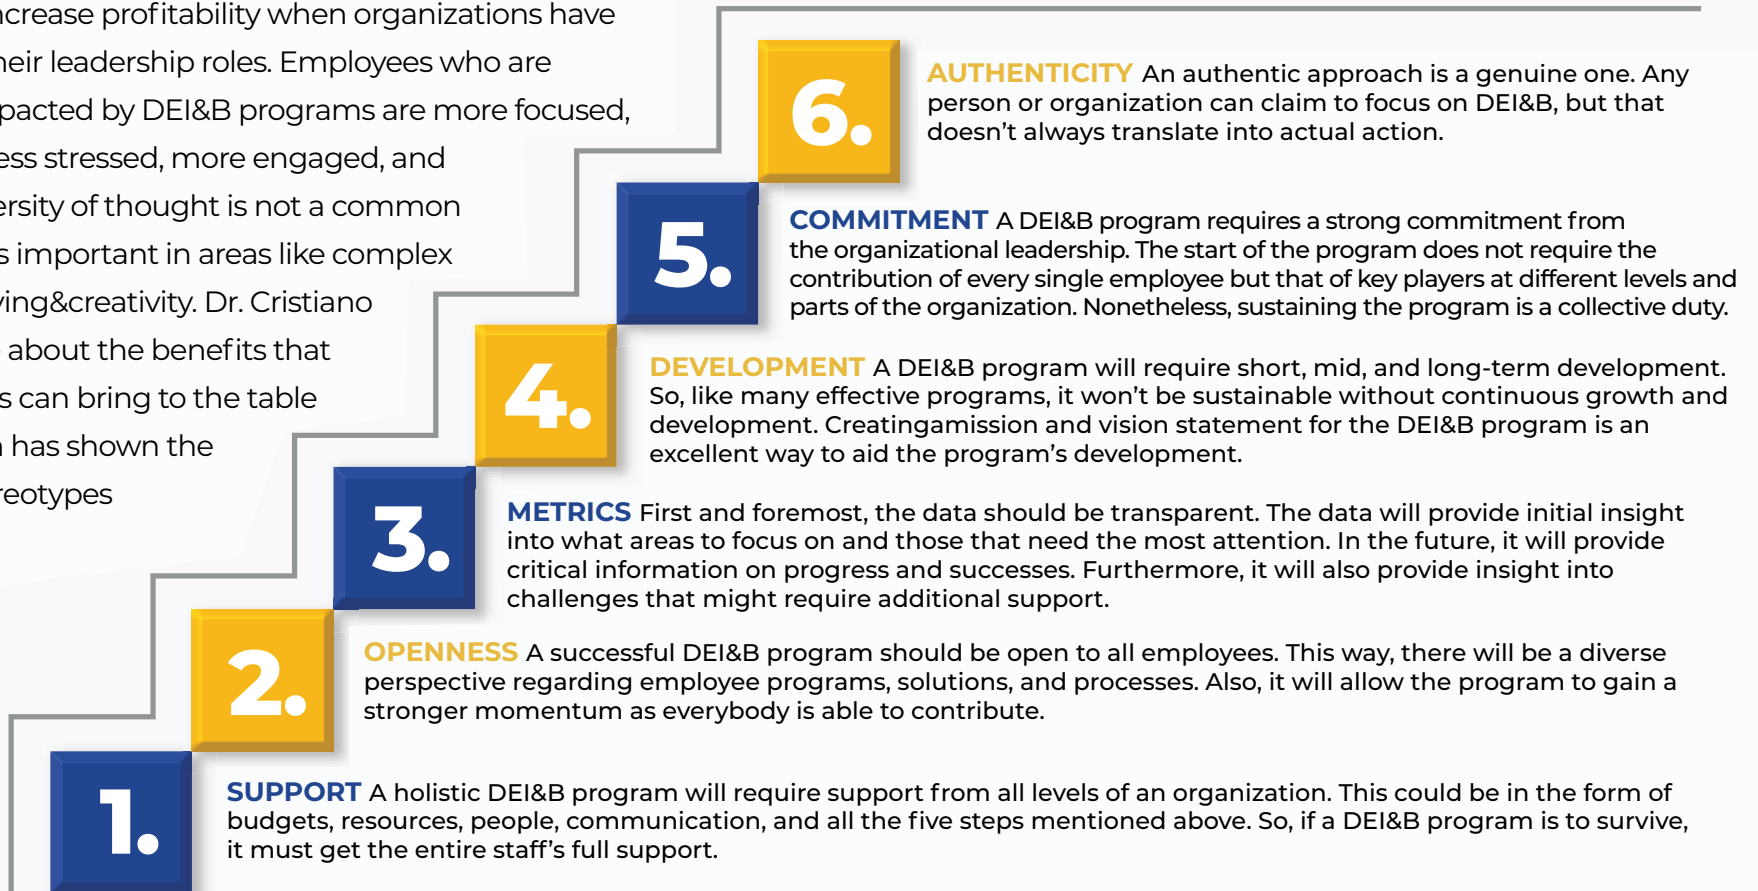 ncrease profitability when organizations have
heir leadership roles. Employees who are
pacted by DEI&B programs are more focused,
ess stressed, more engaged, and
ersity of thought is not a common
s important in areas like complex
ving&creativity. Dr. Cristiano
about the benefits that
s can bring to the table
has shown the
reotypes
6.
AUTHENTICITY An authentic approach is a genuine one. Any
person or organization can claim to focus on DEI&B, but that
doesn't always translate into actual action.
5.
COMMITMENT A DEI&B program requires a strong commitment from
the organizational leadership. The start of the program does not require the
contribution of every single employee but that of key players at different levels and
parts of the organization. Nonetheless, sustaining the program is a collective duty.
4.
DEVELOPMENT A DEI&B program will require short, mid, and long-term development.
So, like many effective programs, it won't be sustainable without continuous growth and
development. Creatingamission and vision statement for the DEI&B program is an
excellent way to aid the program's development.
3.
METRICS First and foremost, the data should be transparent. The data will provide initial insight
into what areas to focus on and those that need the most attention. In the future, it will provide
critical information on progress and successes. Furthermore, it will also provide insight into
challenges that might require additional support.
2.
OPENNESS A successful DEI&B program should be open to all employees. This way, there will be a diverse
perspective regarding employee programs, solutions, and processes. Also, it will allow the program to gain a
stronger momentum as everybody is able to contribute.
1.
SUPPORT A holistic DEI&B program will require support from all levels of an organization. This could be in the form of
budgets, resources, people, communication, and all the five steps mentioned above. So, if a DEI&B program is to survive,
it must get the entire staff's full support.